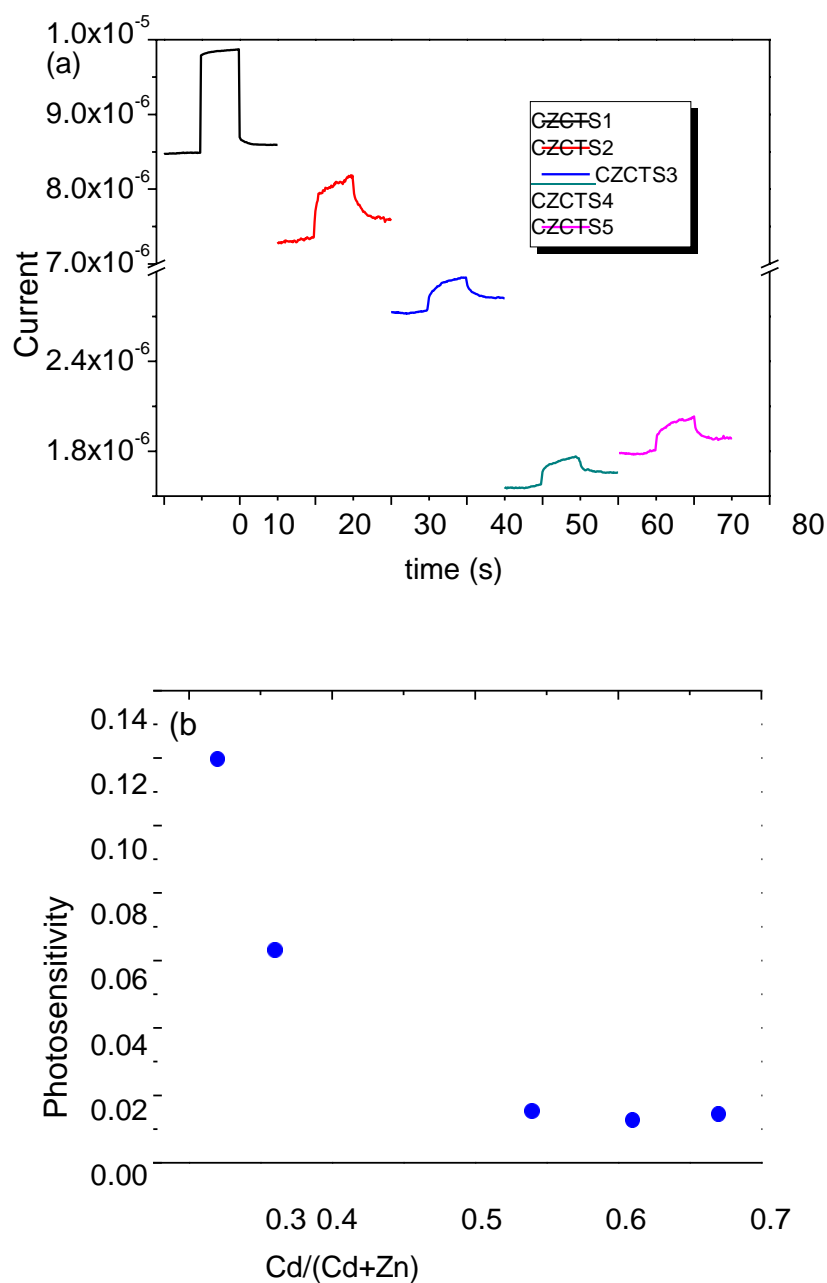 1.0x10-5
(a)
9.0x10-6
8.0x10-6
7.0x10-6
2.4x10-6
1.8x10-6
Current
CZCTS1
CZCTS2
CZCTS3
CZCTS4
CZCTS5
0 10 20 30 40 50 60 70 80
time (s)
(b
0.14
0.12
0.10
0.08
0.06
0.04
0.02
0.00
Photosensitivity
0.3 0.4 0.5 0.6 0.7
Cd/(Cd+Zn)